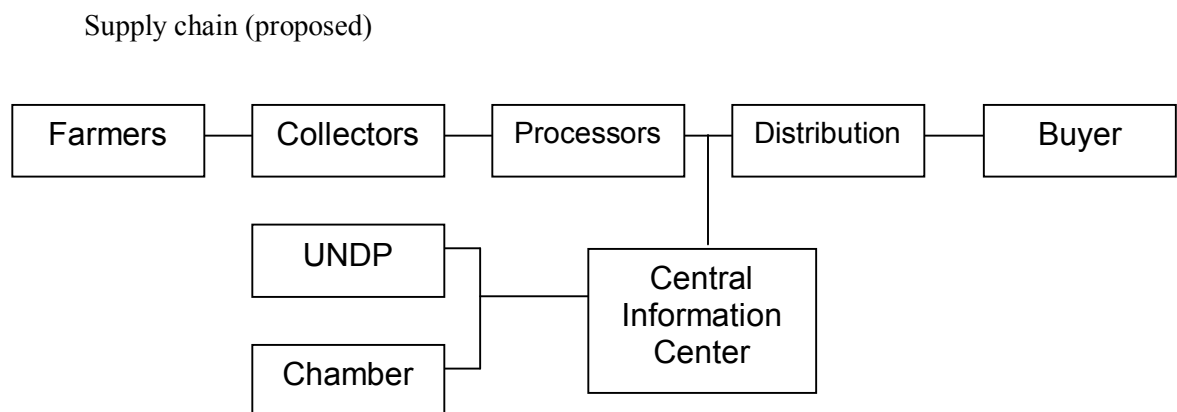 Supply chain (proposed)
Farmers
Collectors
Processors
Distribution
Buyer
UNDP
Central
Information
Center
Chamber